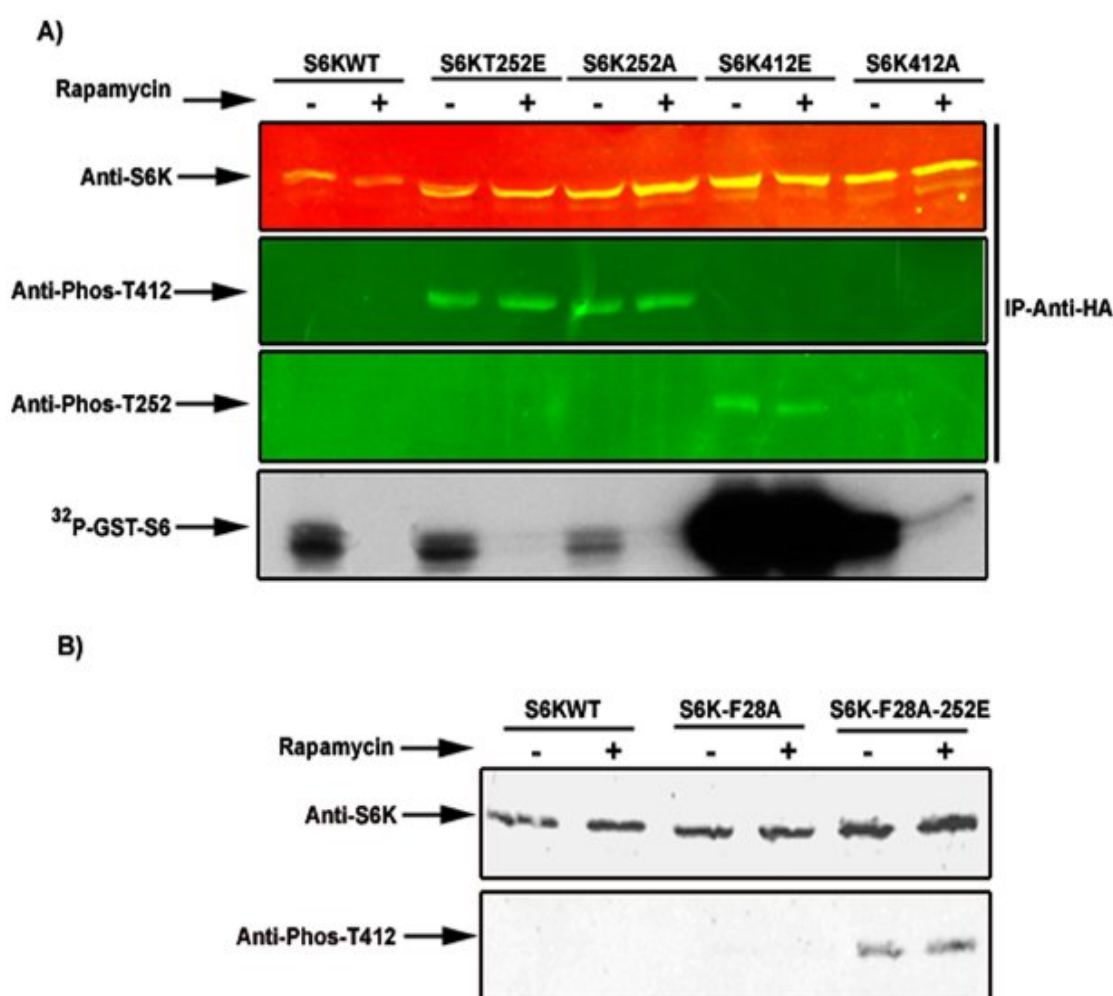 A)
S6KWT S6KT252E S6K252A S6K412E S6K412A
Rapamycin - + - + - + - + - +
Anti-S6K
Anti-Phos-T412
IP-Anti-HA
Anti-Phos-T252
32P-GST-S6
B)
S6KWT S6K-F28A S6K-F28A-252E
Rapamycin - + - + - +
Anti-S6K
Anti-Phos-T412